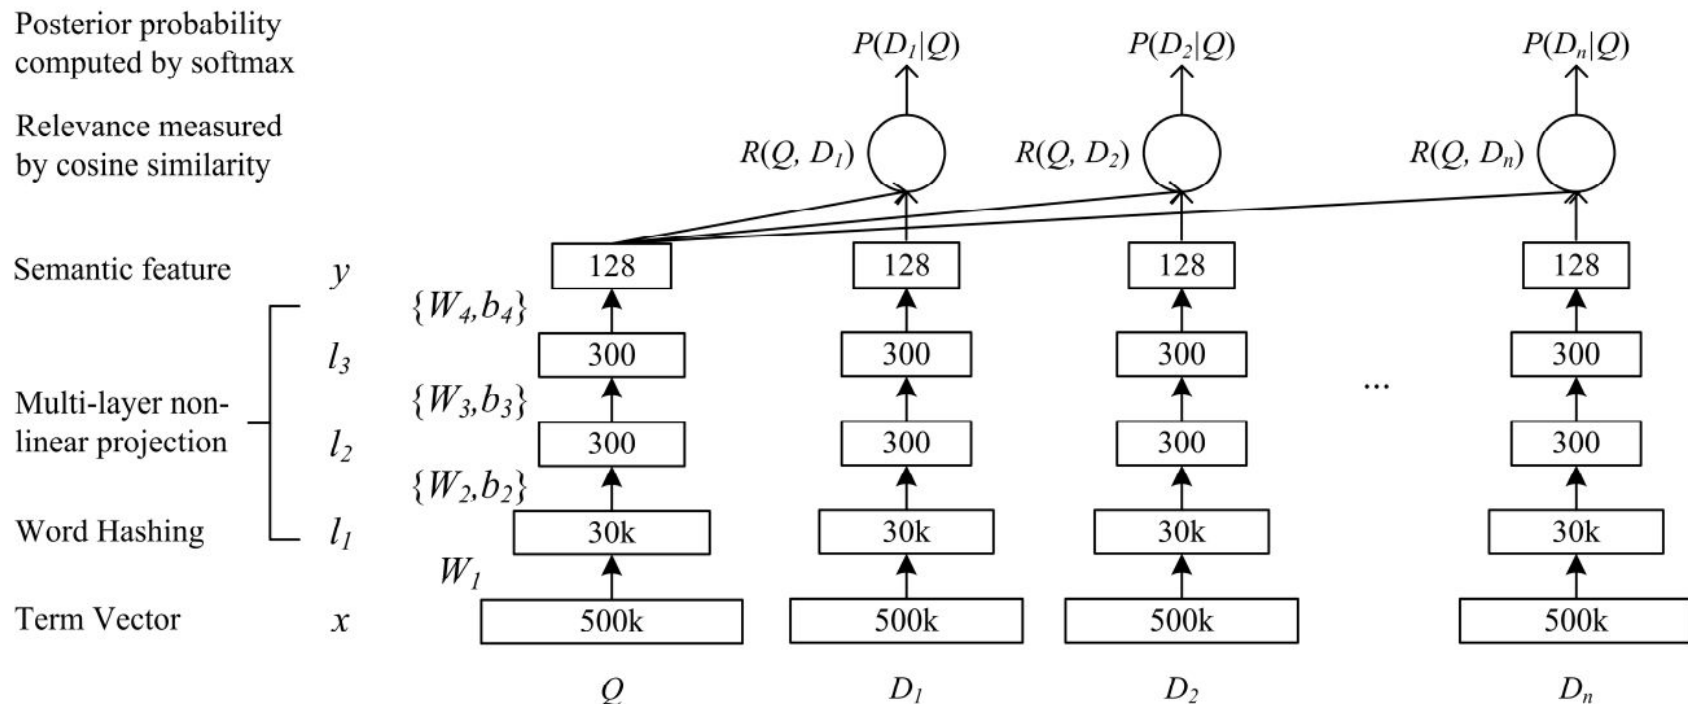 Posterior probability
computed by softmax
P(D₁|Q) P(D₂|Q) P(Dₙ|Q)
Relevance measured
by cosine similarity
R(Q, D₁) R(Q, D₂) R(Q, Dₙ)
Semantic feature y 128 128 128 128
{W₄,b₄}
l₃ 300 300 300 300
...
{W₃,b₃}
Multi-layer non-
linear projection
l₂ 300 300 300 300
{W₂,b₂}
Word Hashing l₁ 30k 30k 30k 30k
W₁
Term Vector x 500k 500k 500k 500k
Q D₁ D₂ Dₙ